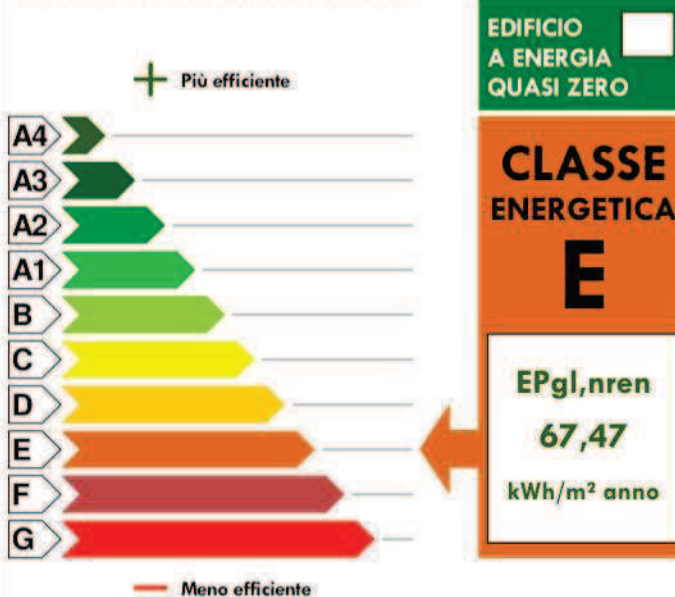 Più efficiente
A4
A3
A2
A1
B
C
D
E
F
G
Meno efficiente
EDIFICIO
A ENERGIA
QUASI ZERO
CLASSE
ENERGETICA
E
EPgl,nren
67,47
kWh/m² anno